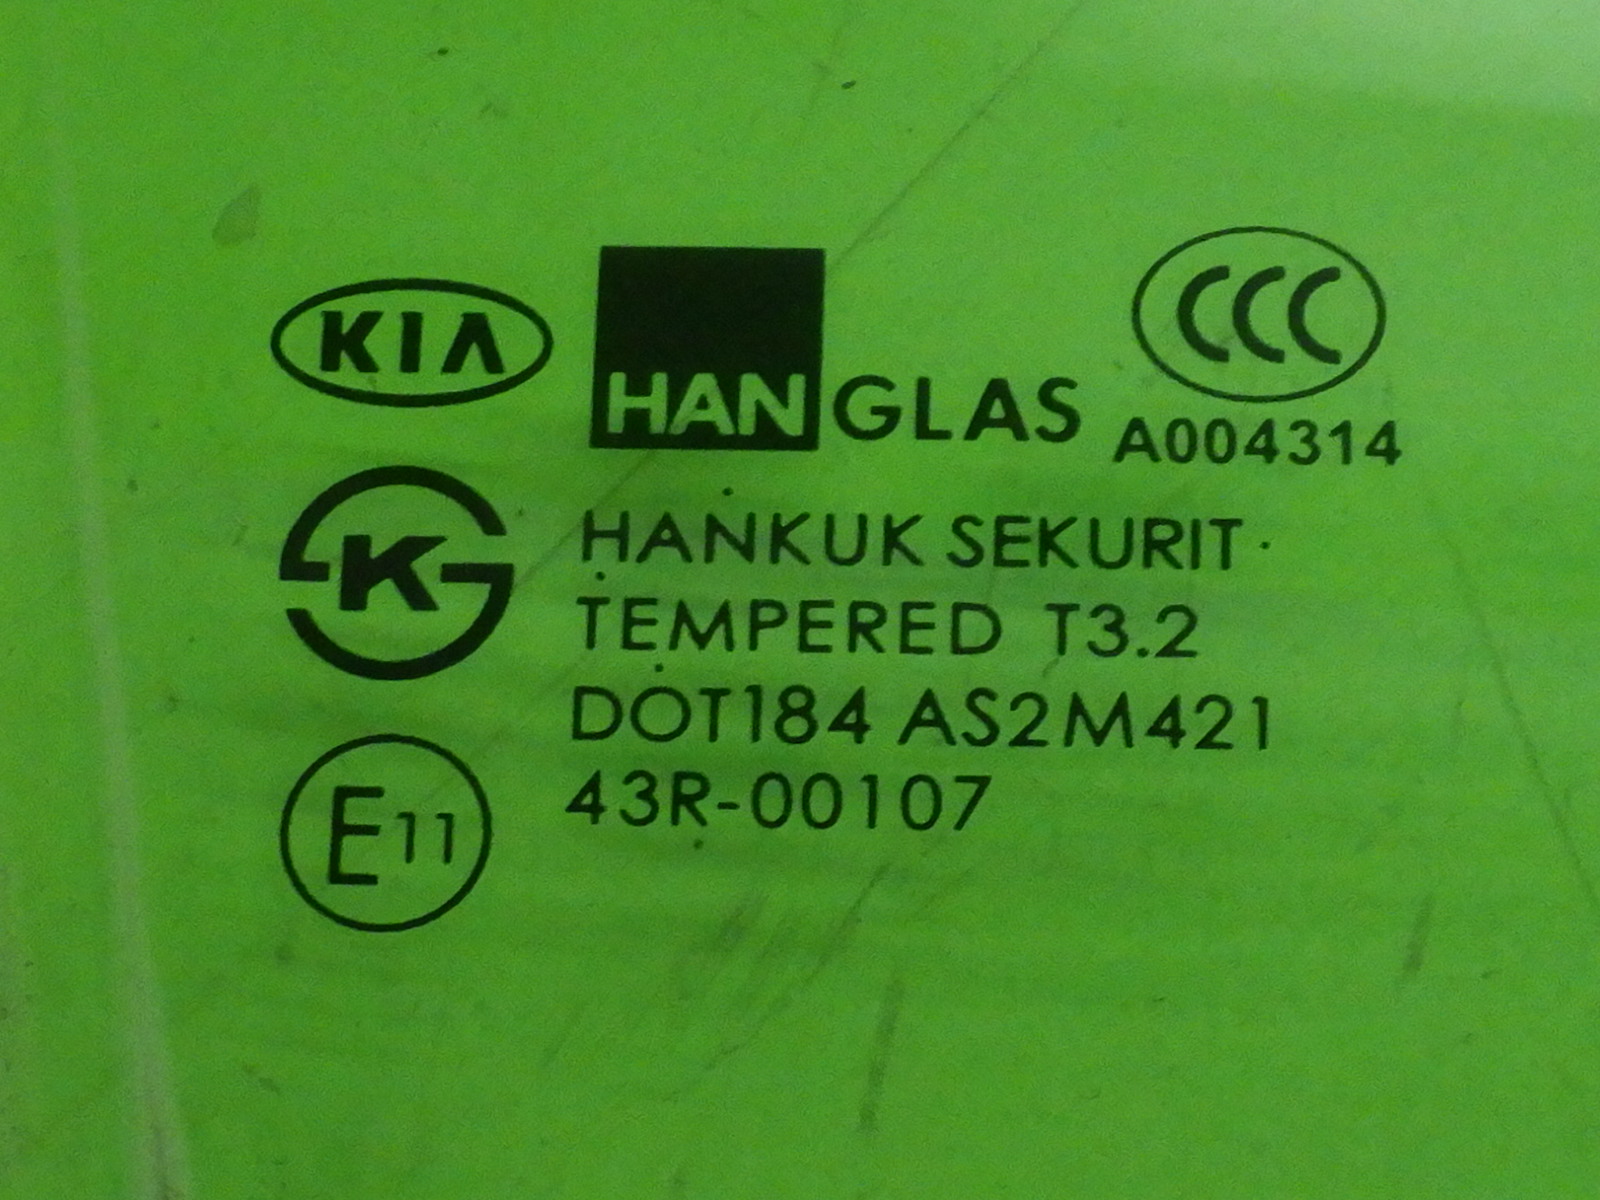 KIA
HANGLAS
CCC
A004314
K
HANKUK SEKURIT
TEMPERED T3.2
DOT184 AS2M421
43R-00107
E11